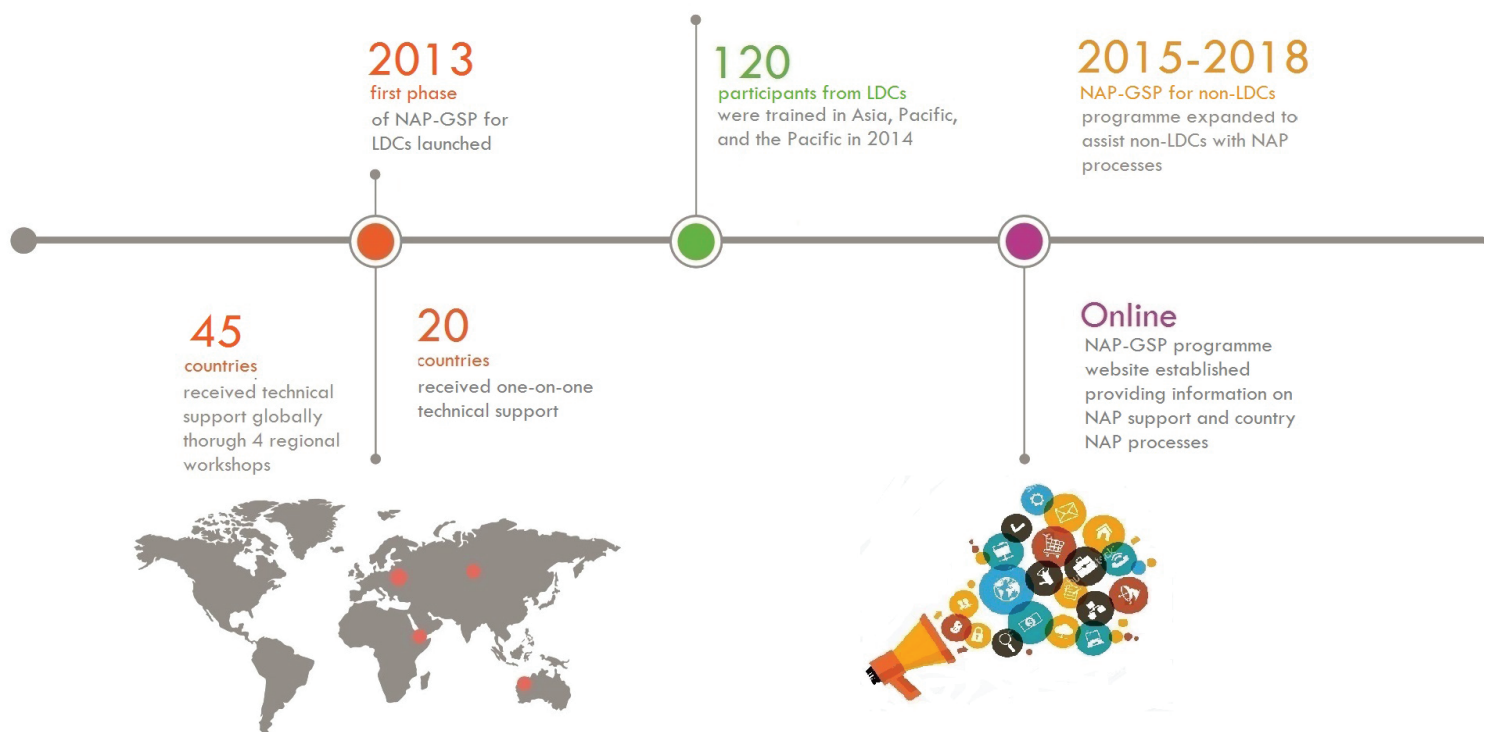 2013
first phase
of NAP-GSP for
LDCs launched
120
participants from LDCs
were trained in Asia, Pacific,
and the Pacific in 2014
2015-2018
NAP-GSP for non-LDCs
programme expanded to
assist non-LDCs with NAP
processes
45
countries
received technical
support globally
thorugh 4 regional
workshops
20
countries
received one-on-one
technical support
Online
NAP-GSP programme
website established
providing information on
NAP support and country
NAP processes